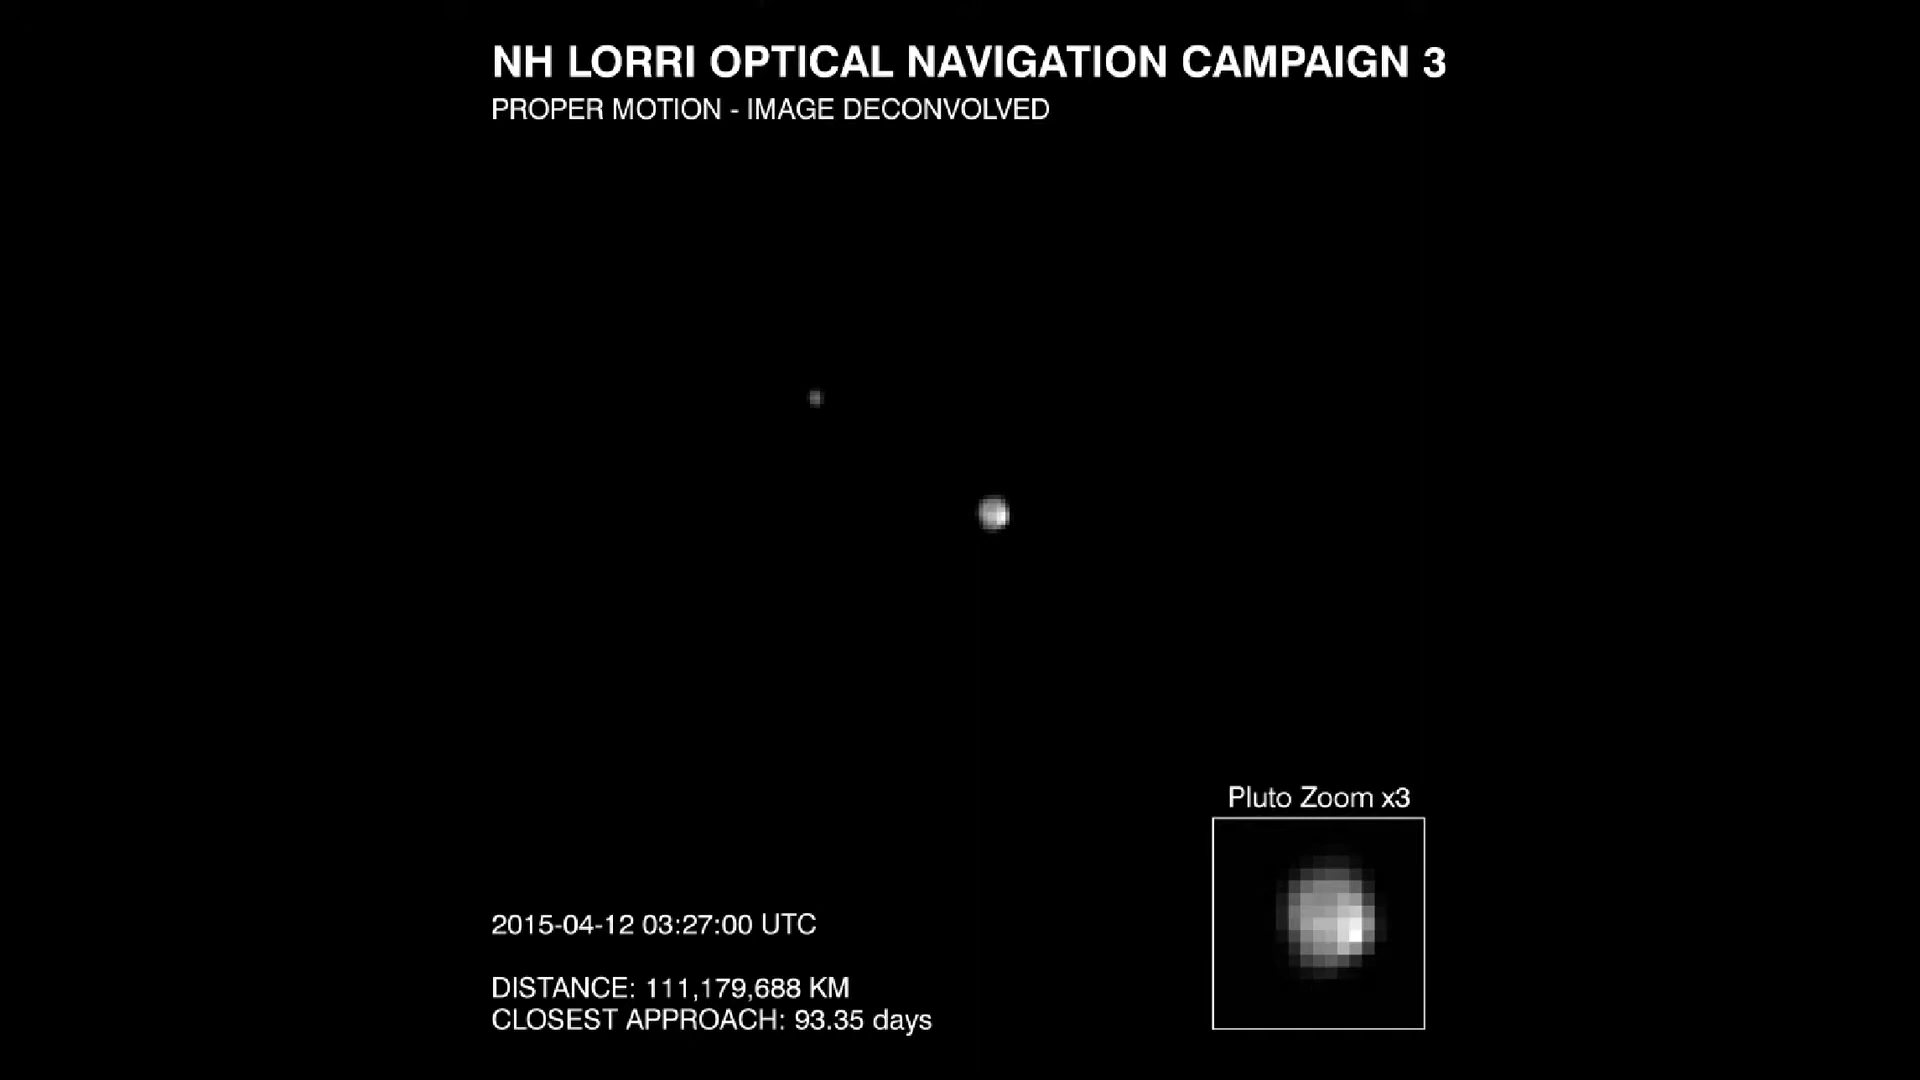 NH LORRI OPTICAL NAVIGATION CAMPAIGN 3
PROPER MOTION - IMAGE DECONVOLVED
Pluto Zoom x3
2015-04-12 03:27:00 UTC
DISTANCE: 111,179,688 KM
CLOSEST APPROACH: 93.35 days